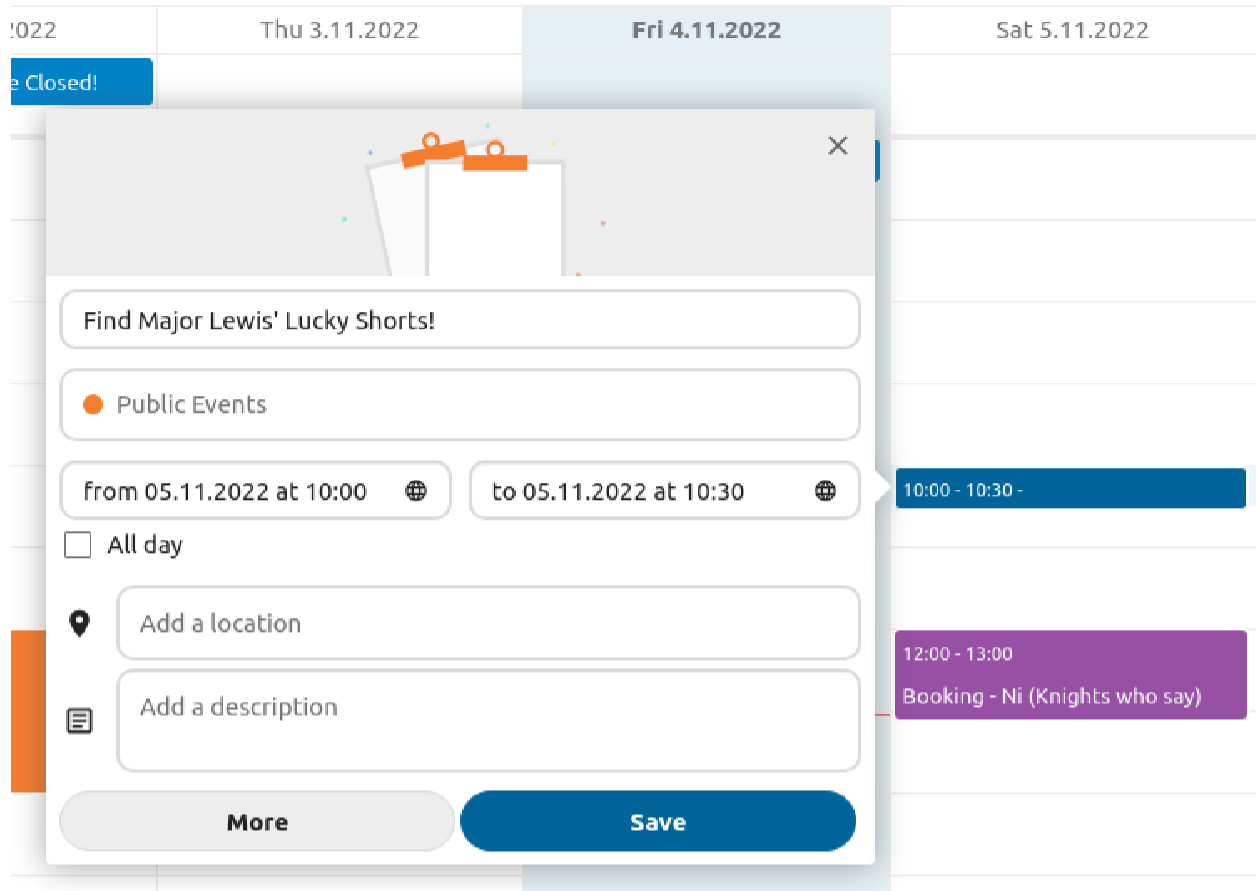 2022
Thu 3.11.2022
Fri 4.11.2022
Sat 5.11.2022
e Closed!
Find Major Lewis' Lucky Shorts!
Public Events
from 05.11.2022 at 10:00
to 05.11.2022 at 10:30
10:00 - 10:30 -
All day
Add a location
12:00 - 13:00
Booking - Ni (Knights who say)
Add a description
More
Save